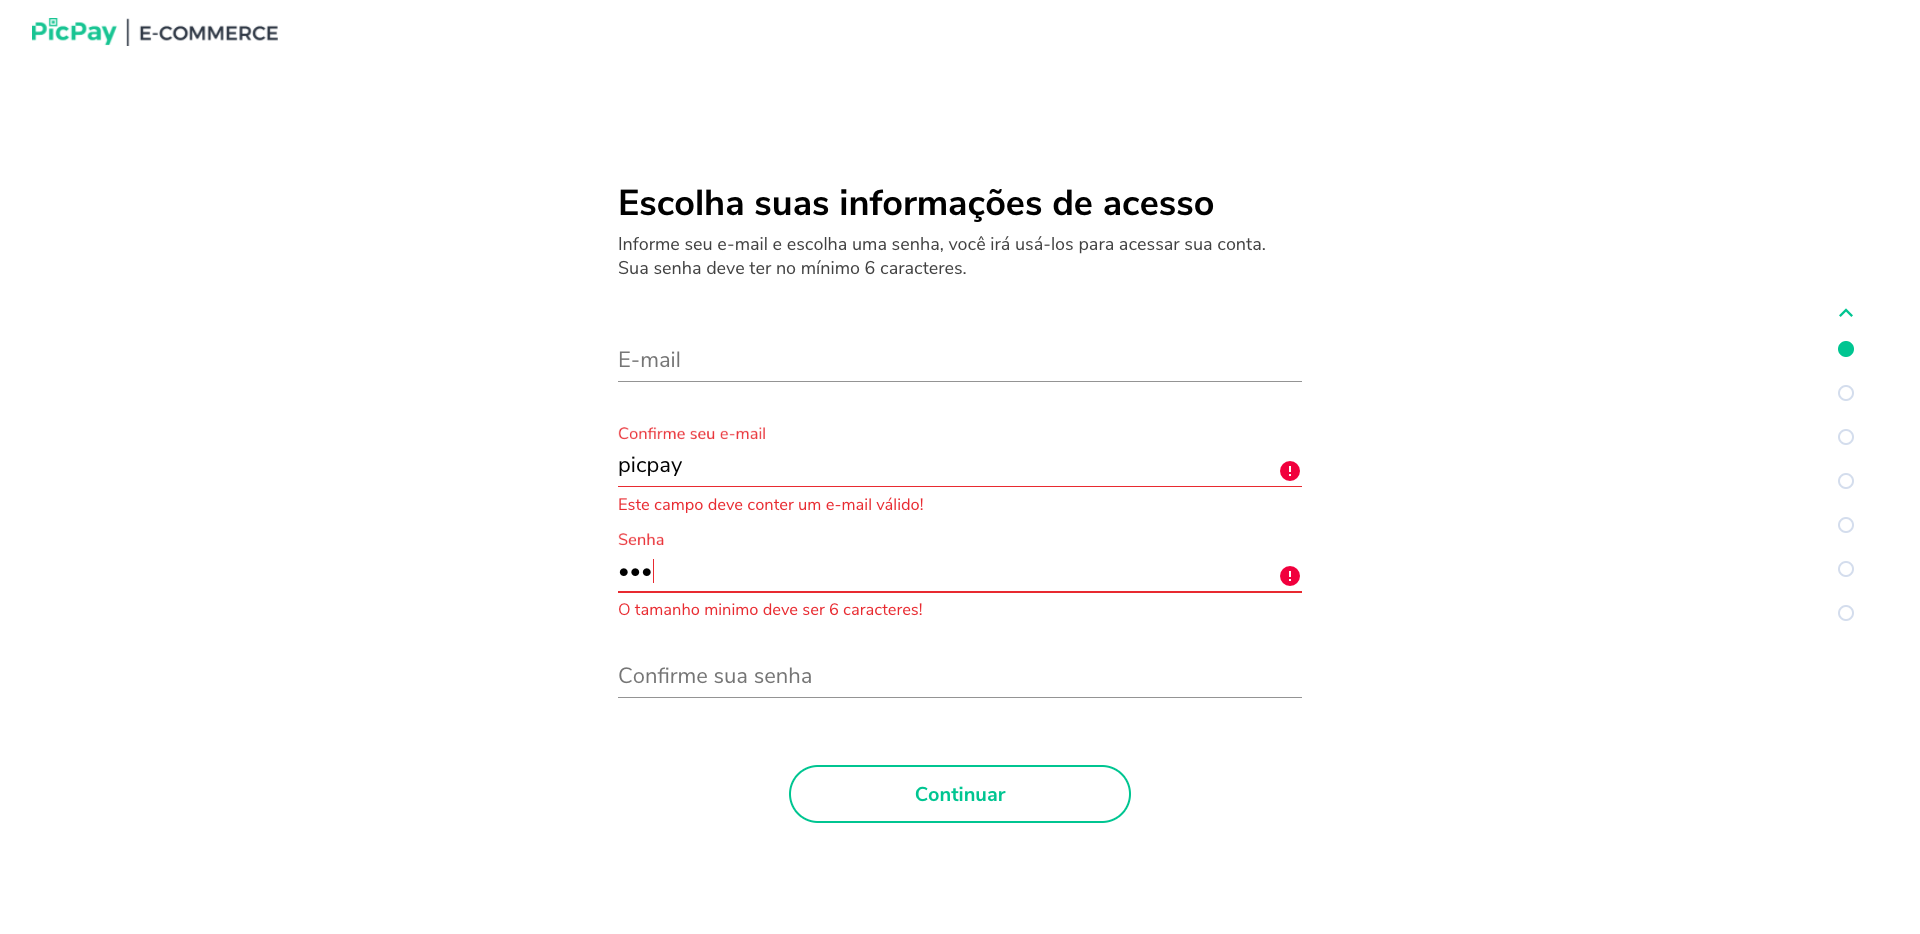 PicPay | E-COMMERCE
Escolha suas informações de acesso
Informe seu e-mail e escolha uma senha, você irá usá-los para acessar sua conta.
Sua senha deve ter no mínimo 6 caracteres.
E-mail
Confirme seu e-mail
picpay
Este campo deve conter um e-mail válido!
Senha
•••
O tamanho minimo deve ser 6 caracteres!
Confirme sua senha
Continuar